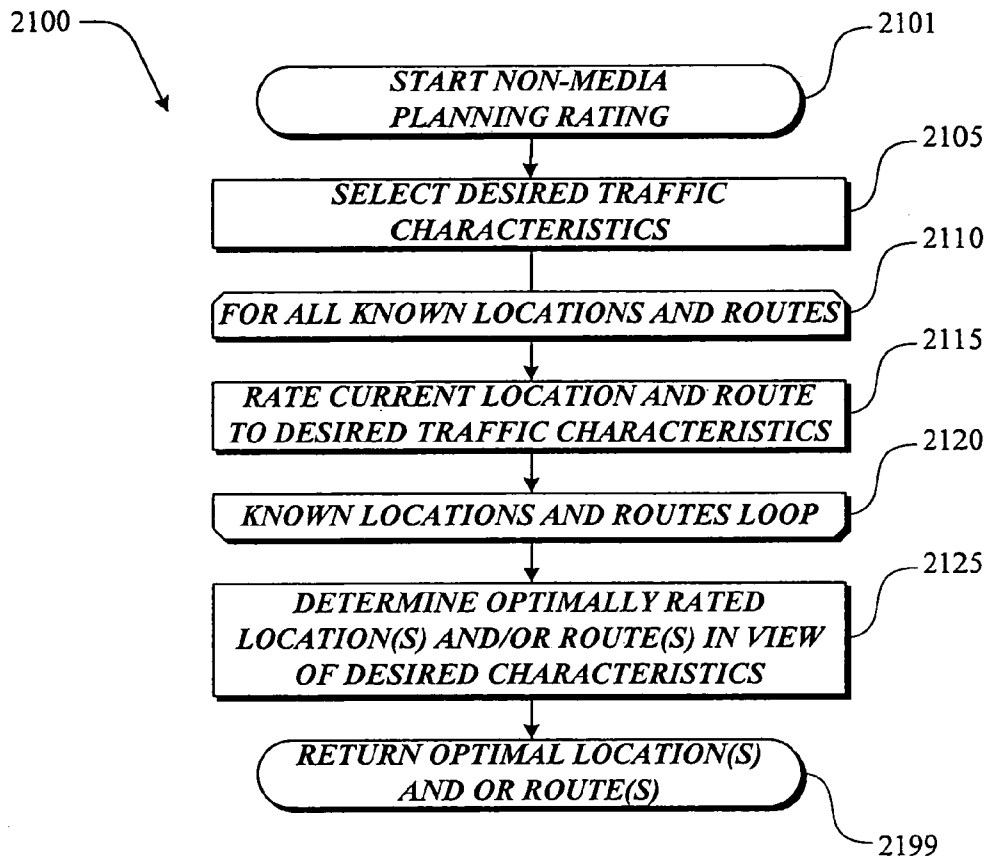 2100
2101
START NON-MEDIA
PLANNING RATING
2105
SELECT DESIRED TRAFFIC
CHARACTERISTICS
2110
FOR ALL KNOWN LOCATIONS AND ROUTES
2115
RATE CURRENT LOCATION AND ROUTE
TO DESIRED TRAFFIC CHARACTERISTICS
2120
KNOWN LOCATIONS AND ROUTES LOOP
2125
DETERMINE OPTIMALLY RATED
LOCATION(S) AND/OR ROUTE(S) IN VIEW
OF DESIRED CHARACTERISTICS
RETURN OPTIMAL LOCATION(S)
AND OR ROUTE(S)
2199